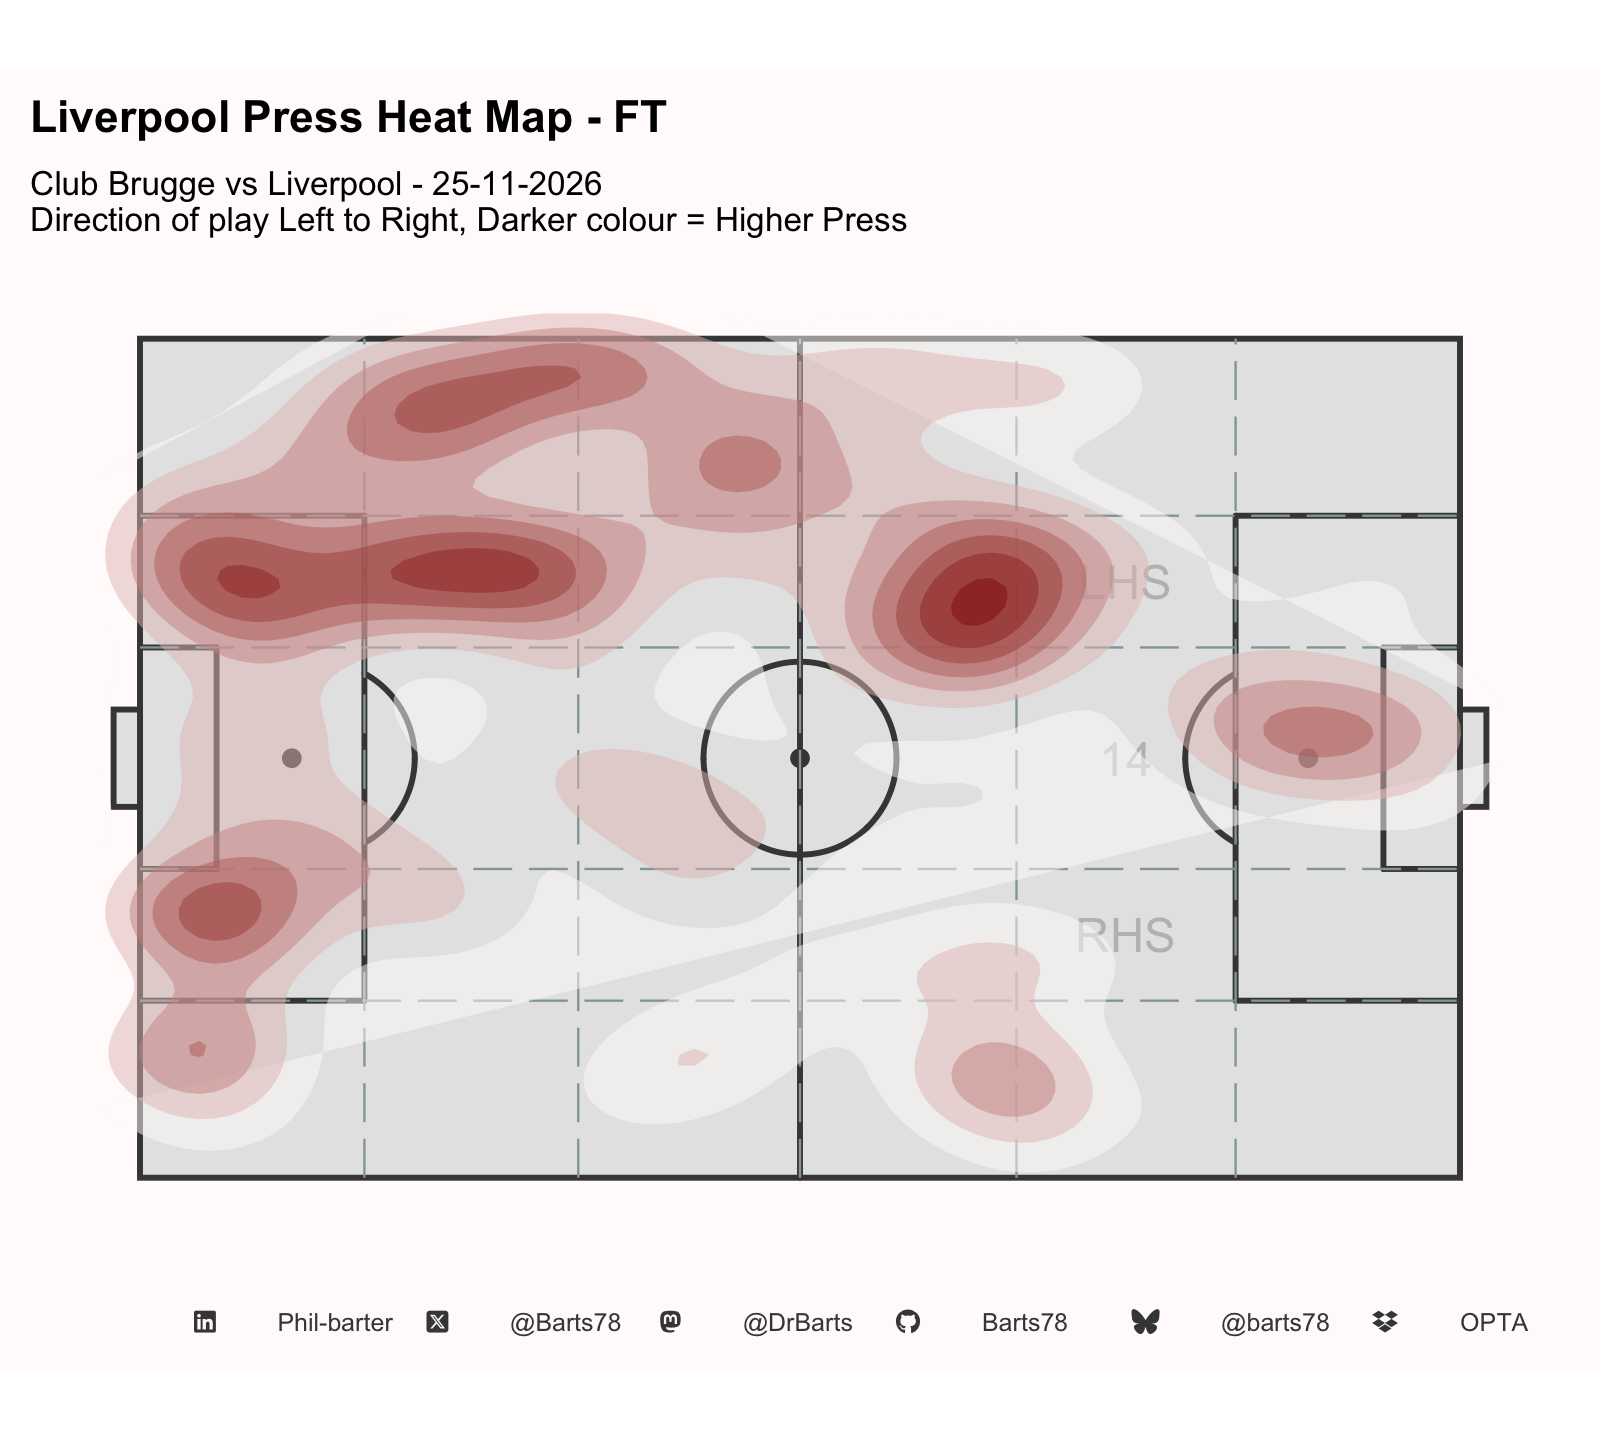 Liverpool Press Heat Map - FT
Club Brugge vs Liverpool - 25-11-2026
Direction of play Left to Right, Darker colour = Higher Press
LHS
14
RHS
Phil-barter @Barts78 @DrBarts Barts78 @barts78 OPTA